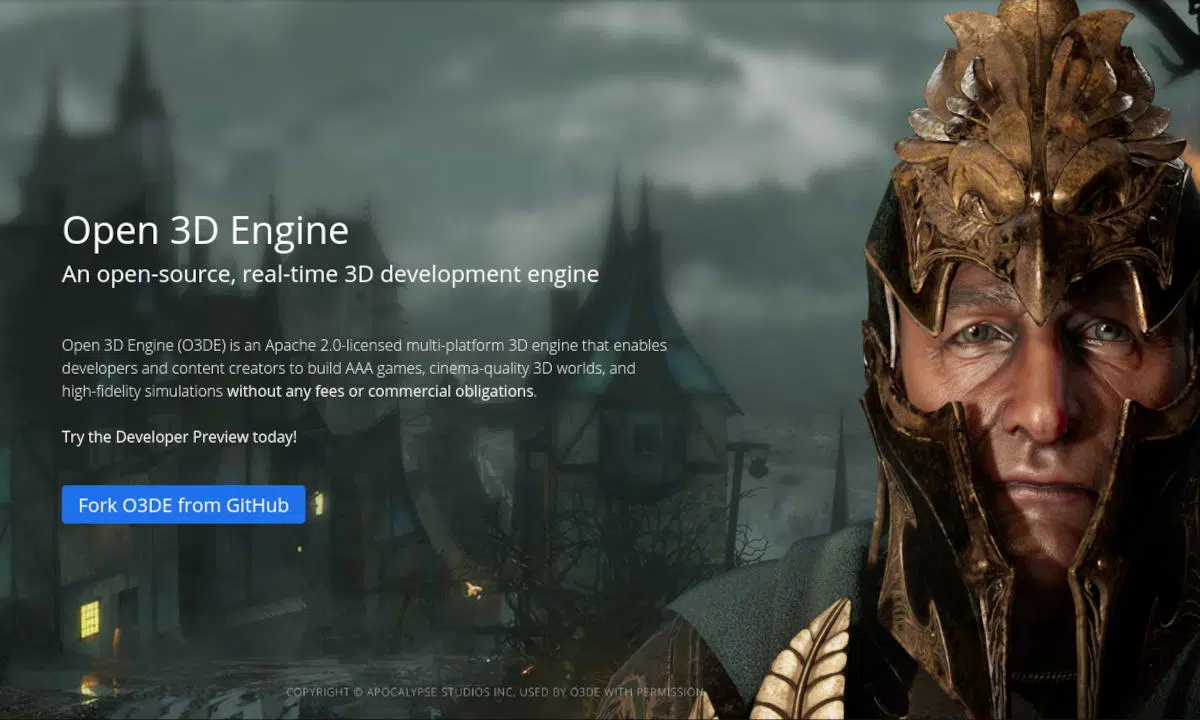 Open 3D Engine
An open-source, real-time 3D development engine
Open 3D Engine (O3DE) is an Apache 2.0-licensed multi-platform 3D engine that enables
developers and content creators to build AAA games, cinema-quality 3D worlds, and
high-fidelity simulations without any fees or commercial obligations.
Try the Developer Preview today!
Fork O3DE from GitHub
COPYRIGHT © APOCALYPSE STUDIOS INC. USED BY O3DE WITH PERMISSION.